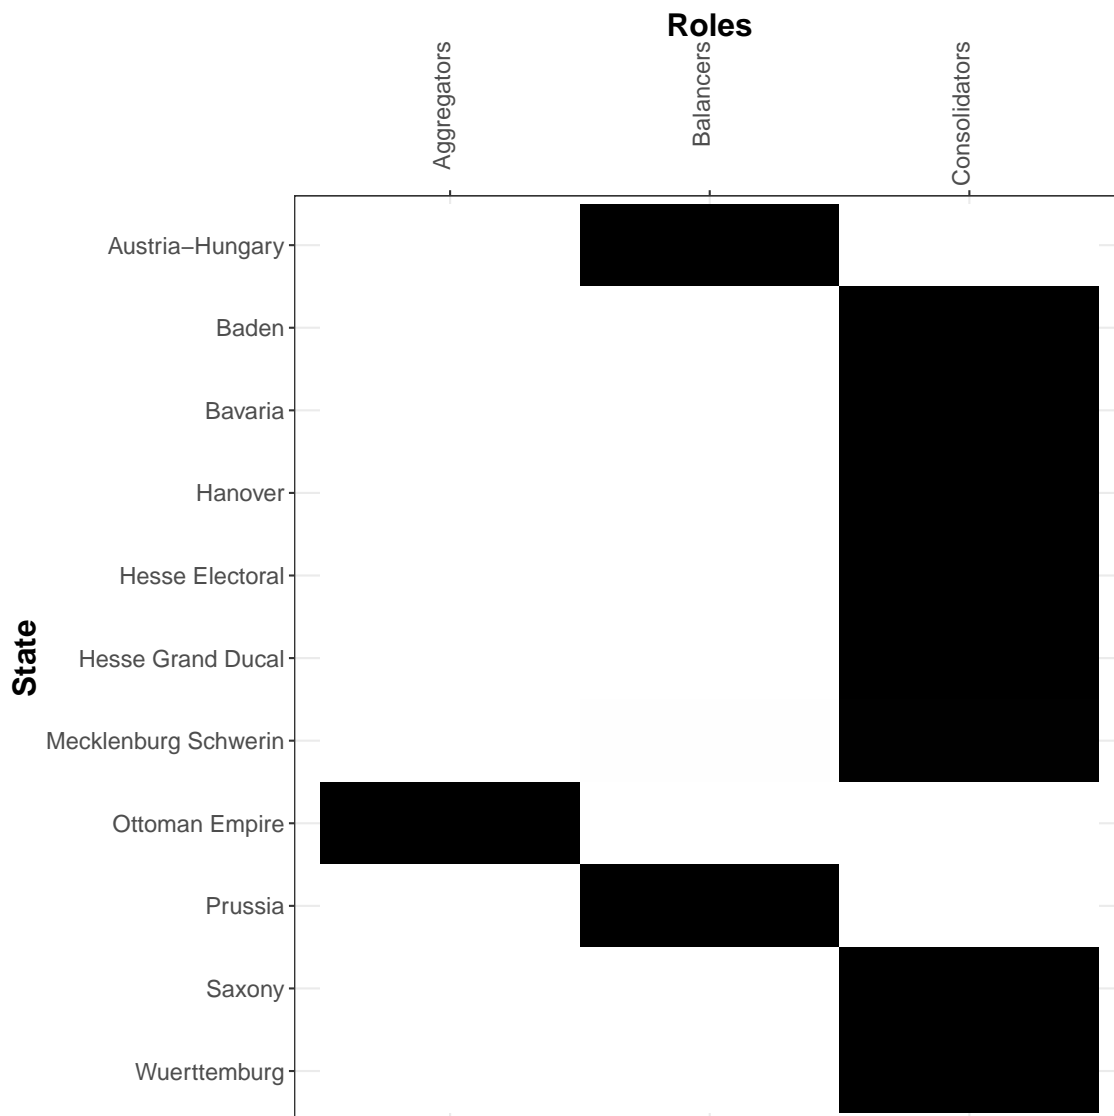 Roles
Aggregators
Balancers
Consolidators
State
Austria−Hungary
Baden
Bavaria
Hanover
Hesse Electoral
Hesse Grand Ducal
Mecklenburg Schwerin
Ottoman Empire
Prussia
Saxony
Wuerttemburg